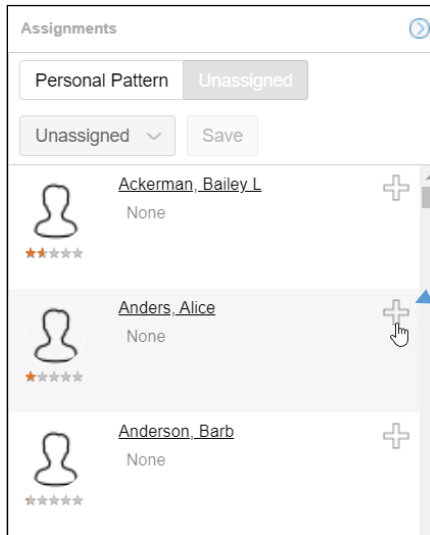 Assignments
Personal Pattern Unassigned
Unassigned Save
Ackerman, Bailey L
None
Anders, Alice
None
Anderson, Barb
None